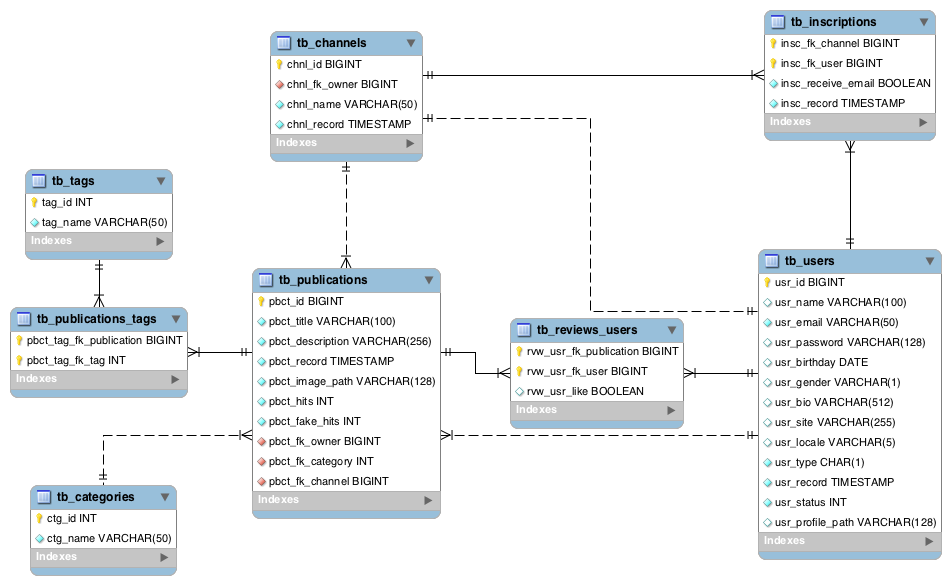 tb_channels
chnl_id BIGINT
chnl_fk_owner BIGINT
chnl_name VARCHAR(50)
chnl_record TIMESTAMP
Indexes
tb_inscriptions
insc_fk_channel BIGINT
insc_fk_user BIGINT
insc_receive_email BOOLEAN
insc_record TIMESTAMP
Indexes
tb_tags
tag_id INT
tag_name VARCHAR(50)
Indexes
tb_publications_tags
pbct_tag_fk_publication BIGINT
pbct_tag_fk_tag INT
Indexes
tb_publications
pbct_id BIGINT
pbct_title VARCHAR(100)
pbct_description VARCHAR(256)
pbct_record TIMESTAMP
pbct_image_path VARCHAR(128)
pbct_hits INT
pbct_fake_hits INT
pbct_fk_owner BIGINT
pbct_fk_category INT
pbct_fk_channel BIGINT
Indexes
tb_reviews_users
rvw_usr_fk_publication BIGINT
rvw_usr_fk_user BIGINT
rvw_usr_like BOOLEAN
Indexes
tb_users
usr_id BIGINT
usr_name VARCHAR(100)
usr_email VARCHAR(50)
usr_password VARCHAR(128)
usr_birthday DATE
usr_gender VARCHAR(1)
usr_bio VARCHAR(512)
usr_site VARCHAR(255)
usr_locale VARCHAR(5)
usr_type CHAR(1)
usr_record TIMESTAMP
usr_status INT
usr_profile_path VARCHAR(128)
Indexes
tb_categories
ctg_id INT
ctg_name VARCHAR(50)
Indexes